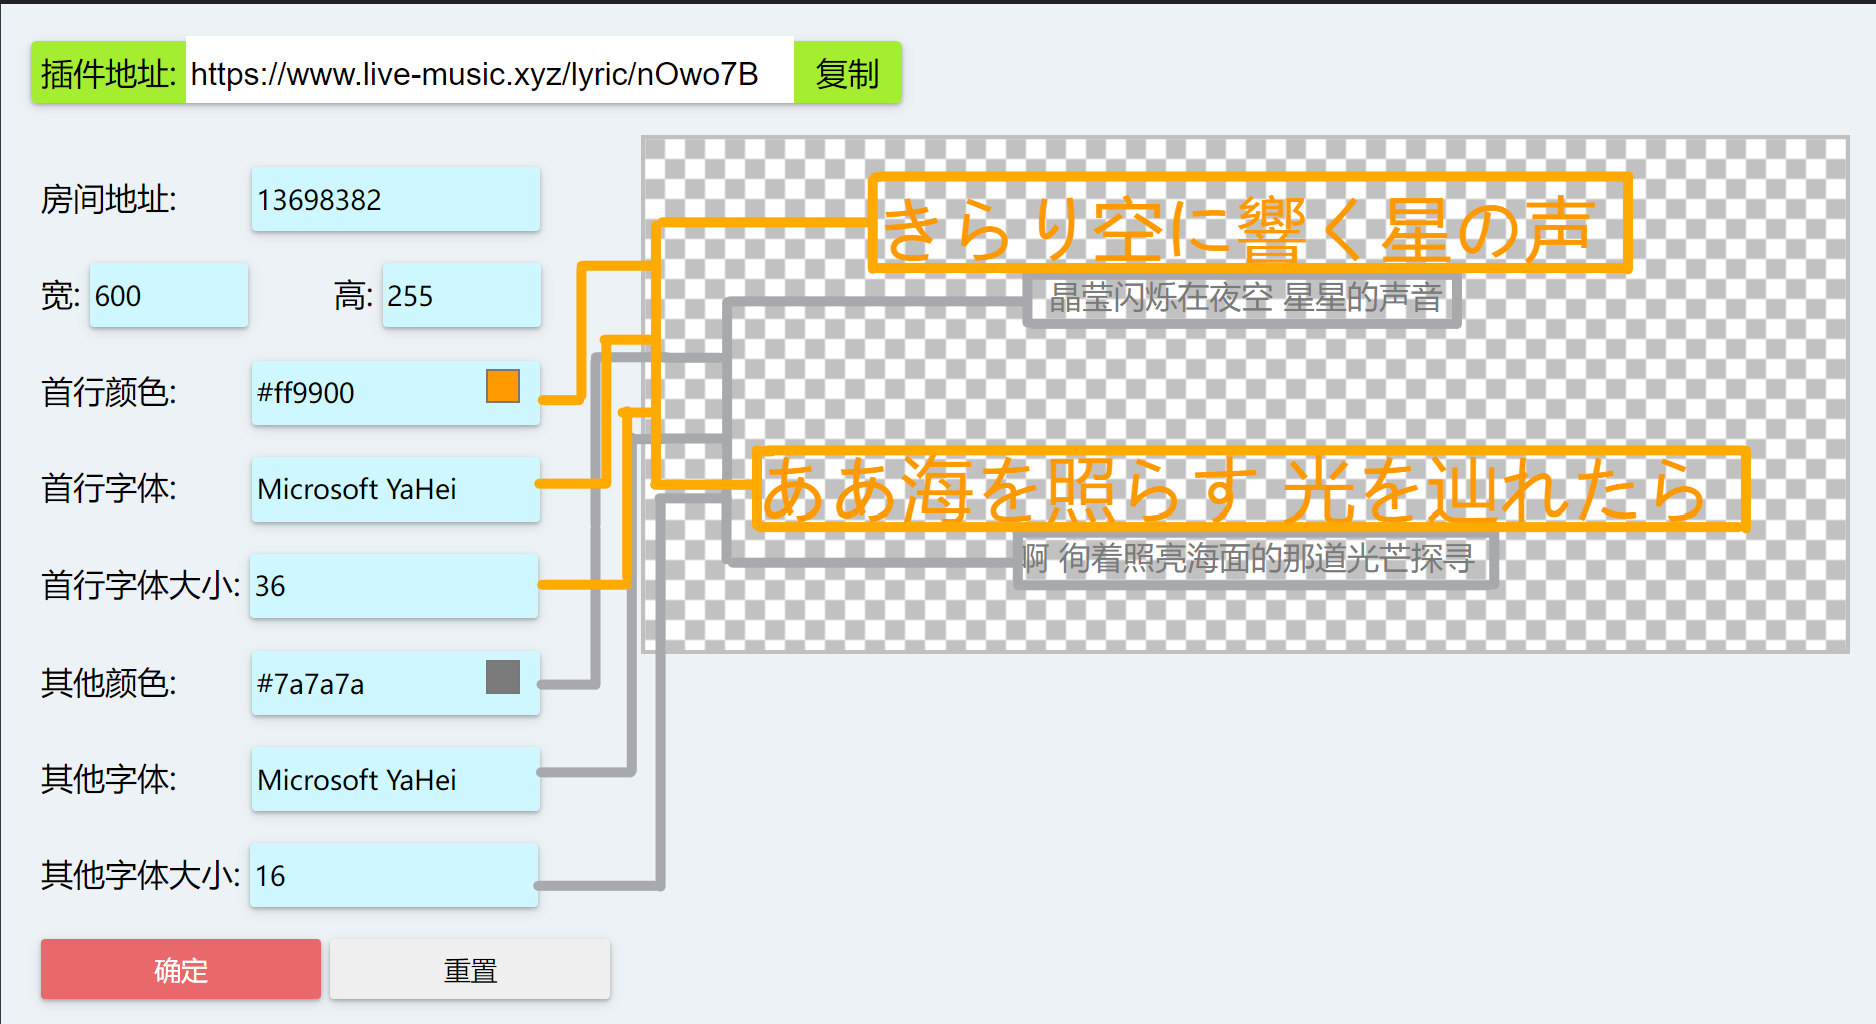 插件地址: https://www.live-music.xyz/lyric/nOwo7B 复制
房间地址: 13698382
宽: 600 高: 255
首行颜色: #ff9900
首行字体: Microsoft YaHei
首行字体大小: 36
其他颜色: #7a7a7a
其他字体: Microsoft YaHei
其他字体大小: 16
确定 重置
きらり空に響く星の声
晶莹闪烁在夜空 星星的声音
ああ海を照らす 光を辿れたら
啊 徇着照亮海面的那道光芒探寻